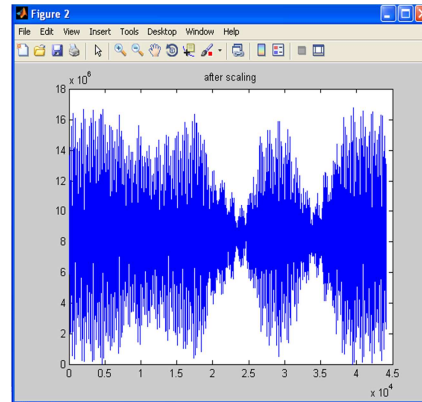 Figure 2
File Edit View Insert Tools Desktop Window Help
after scaling
x 10^6
18
16
14
12
10
8
6
4
2
0
0 0.5 1 1.5 2 2.5 3 3.5 4 4.5
x 10^4